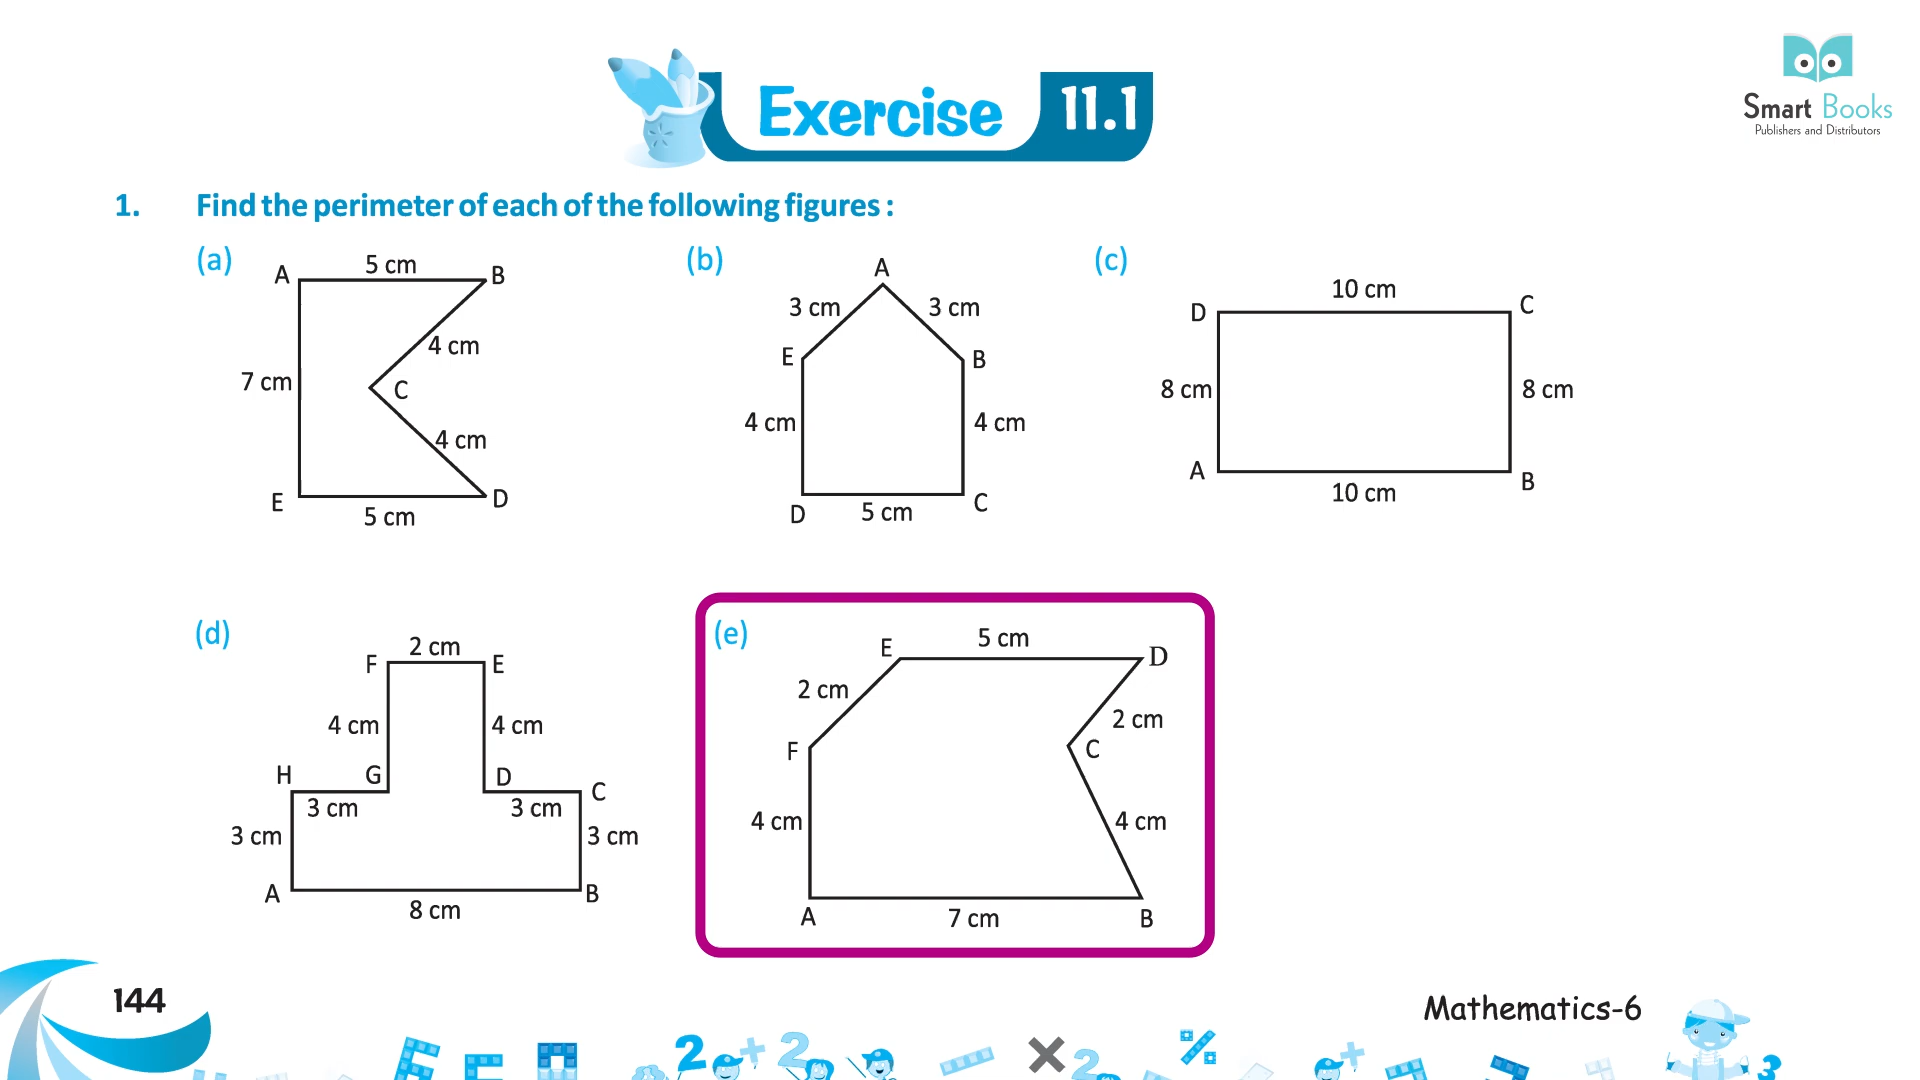 Exercise 11.1
Smart Books
Publishers and Distributors
1. Find the perimeter of each of the following figures :
(a)
A
5 cm
B
4 cm
7 cm
C
4 cm
E
5 cm
D
(b)
A
3 cm
3 cm
E
B
4 cm
4 cm
D
5 cm
C
(c)
10 cm
D
C
8 cm
8 cm
A
10 cm
B
(d)
2 cm
F
E
4 cm
4 cm
H
G
D
C
3 cm
3 cm
3 cm
3 cm
A
8 cm
B
(e)
E
5 cm
D
2 cm
2 cm
F
C
4 cm
4 cm
A
7 cm
B
144
Mathematics-6
2
+
2
×
2
%
+
3